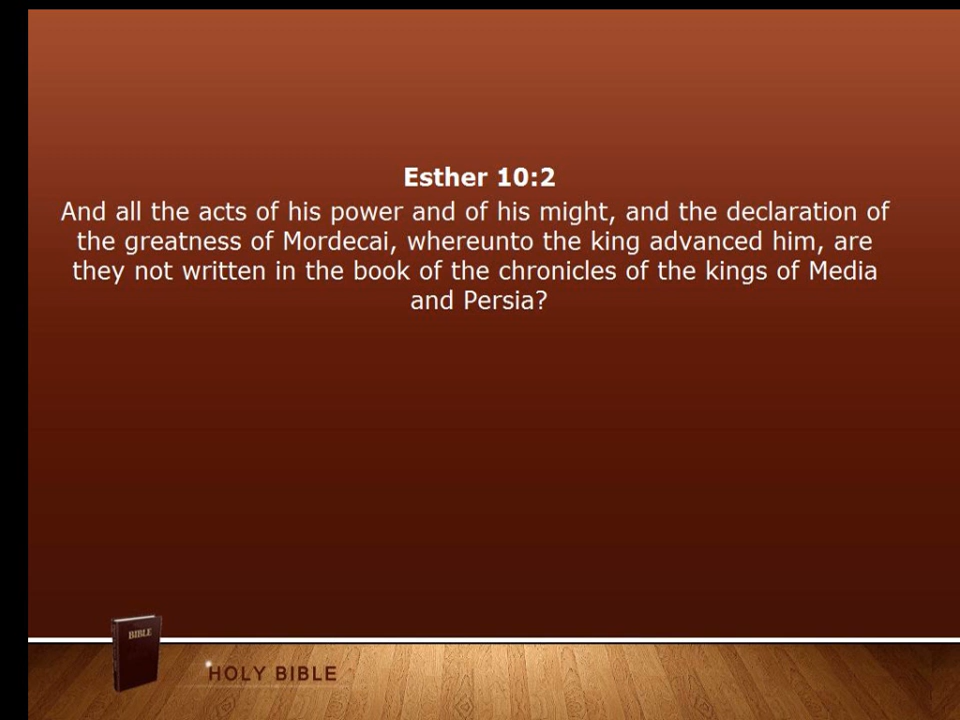 Esther 10:2
And all the acts of his power and of his might, and the declaration of
the greatness of Mordecai, whereunto the king advanced him, are
they not written in the book of the chronicles of the kings of Media
and Persia?
BIBLE
HOLY BIBLE